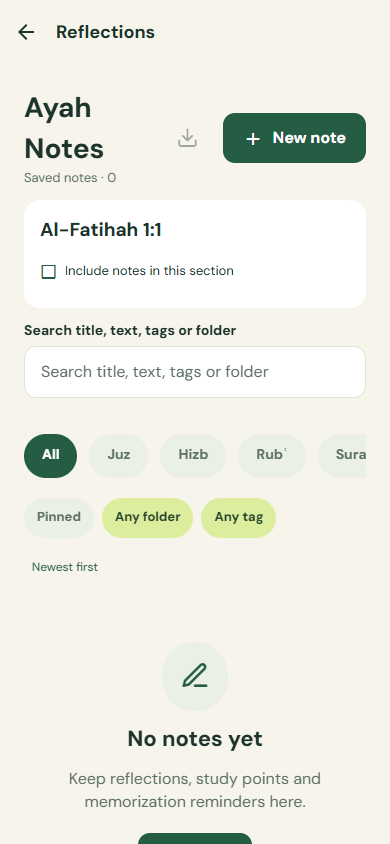 Reflections
Ayah
Notes
Saved notes · 0
New note
Al-Fatihah 1:1
Include notes in this section
Search title, text, tags or folder
Search title, text, tags or folder
All
Juz
Hizb
Rubʿ
Sura
Pinned
Any folder
Any tag
Newest first
No notes yet
Keep reflections, study points and
memorization reminders here.